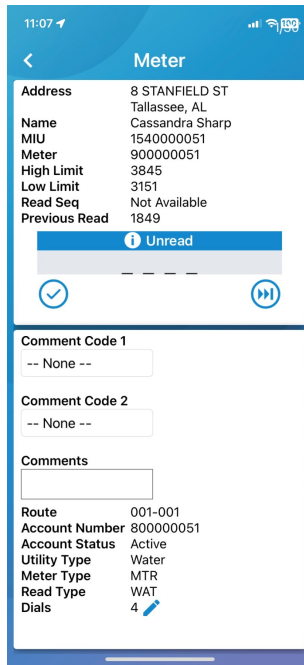 11:07
Meter
Address 8 STANFIELD ST
Tallassee, AL
Name Cassandra Sharp
MIU 1540000051
Meter 900000051
High Limit 3845
Low Limit 3151
Read Seq Not Available
Previous Read 1849
Unread
_ _ _ _
Comment Code 1
-- None --
Comment Code 2
-- None --
Comments
Route 001-001
Account Number 800000051
Account Status Active
Utility Type Water
Meter Type MTR
Read Type WAT
Dials 4